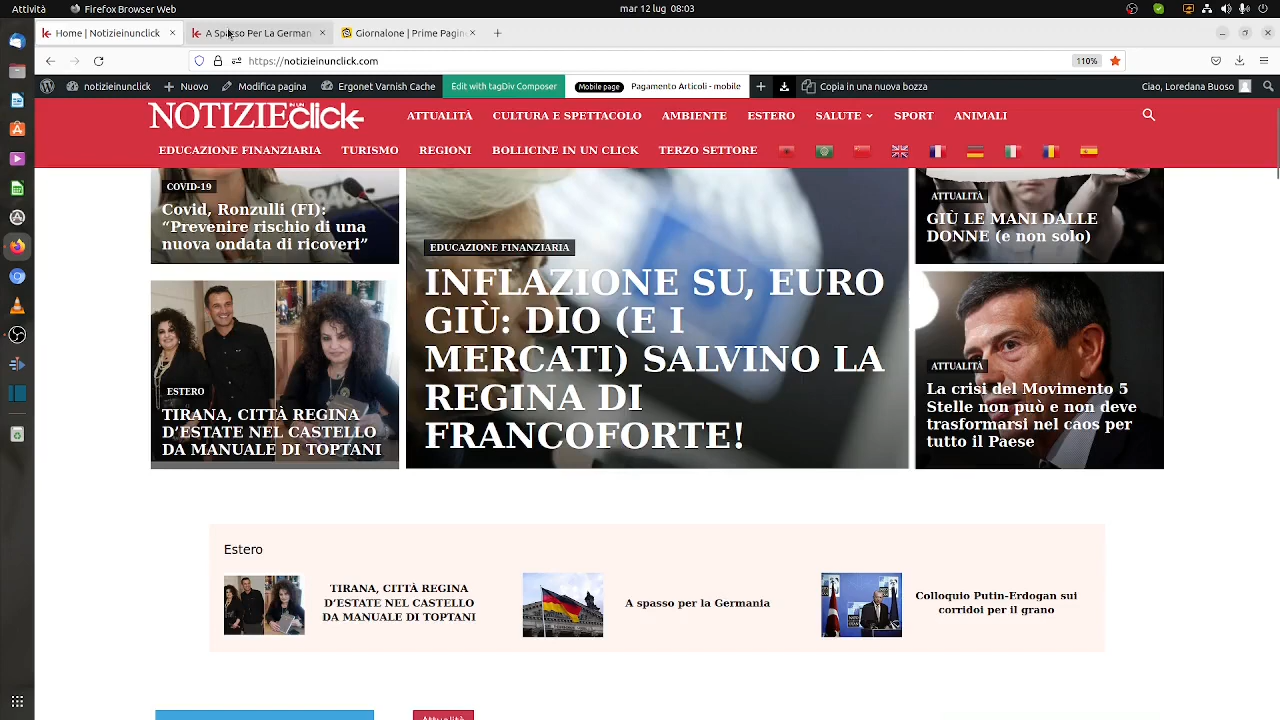 Attività
Firefox Web Browser
mar 12 lug 08:03
Home | Notizieinunclick
A Spasso Per La German
Giornalone | Prime Pagin
https://notizieinunclick.com
110%
notizieinunclick
Nuovo
Modifica pagina
Ergonet Varnish Cache
Edit with tagDiv Composer
Mobile page
Pagamento Articoli - mobile
Copia in una nuova bozza
Ciao, Loredana Buoso
NOTIZIE IN UN click
ATTUALITÀ
CULTURA E SPETTACOLO
AMBIENTE
ESTERO
SALUTE
SPORT
ANIMALI
EDUCAZIONE FINANZIARIA
TURISMO
REGIONI
BOLLICINE IN UN CLICK
TERZO SETTORE
COVID-19
Covid, Ronzulli (FI):
“Prevenire rischio di una
nuova ondata di ricoveri”
ESTERO
TIRANA, CITTÀ REGINA
D’ESTATE NEL CASTELLO
DA MANUALE DI TOPTANI
EDUCAZIONE FINANZIARIA
INFLAZIONE SU, EURO
GIÙ: DIO (E I
MERCATI) SALVINO LA
REGINA DI
FRANCOFORTE!
ATTUALITÀ
GIÙ LE MANI DALLE
DONNE (e non solo)
ATTUALITÀ
La crisi del Movimento 5
Stelle non può e non deve
trasformarsi nel caos per
tutto il Paese
Estero
TIRANA, CITTÀ REGINA
D’ESTATE NEL CASTELLO
DA MANUALE DI TOPTANI
A spasso per la Germania
Colloquio Putin-Erdogan sui
corridoi per il grano
Attualità